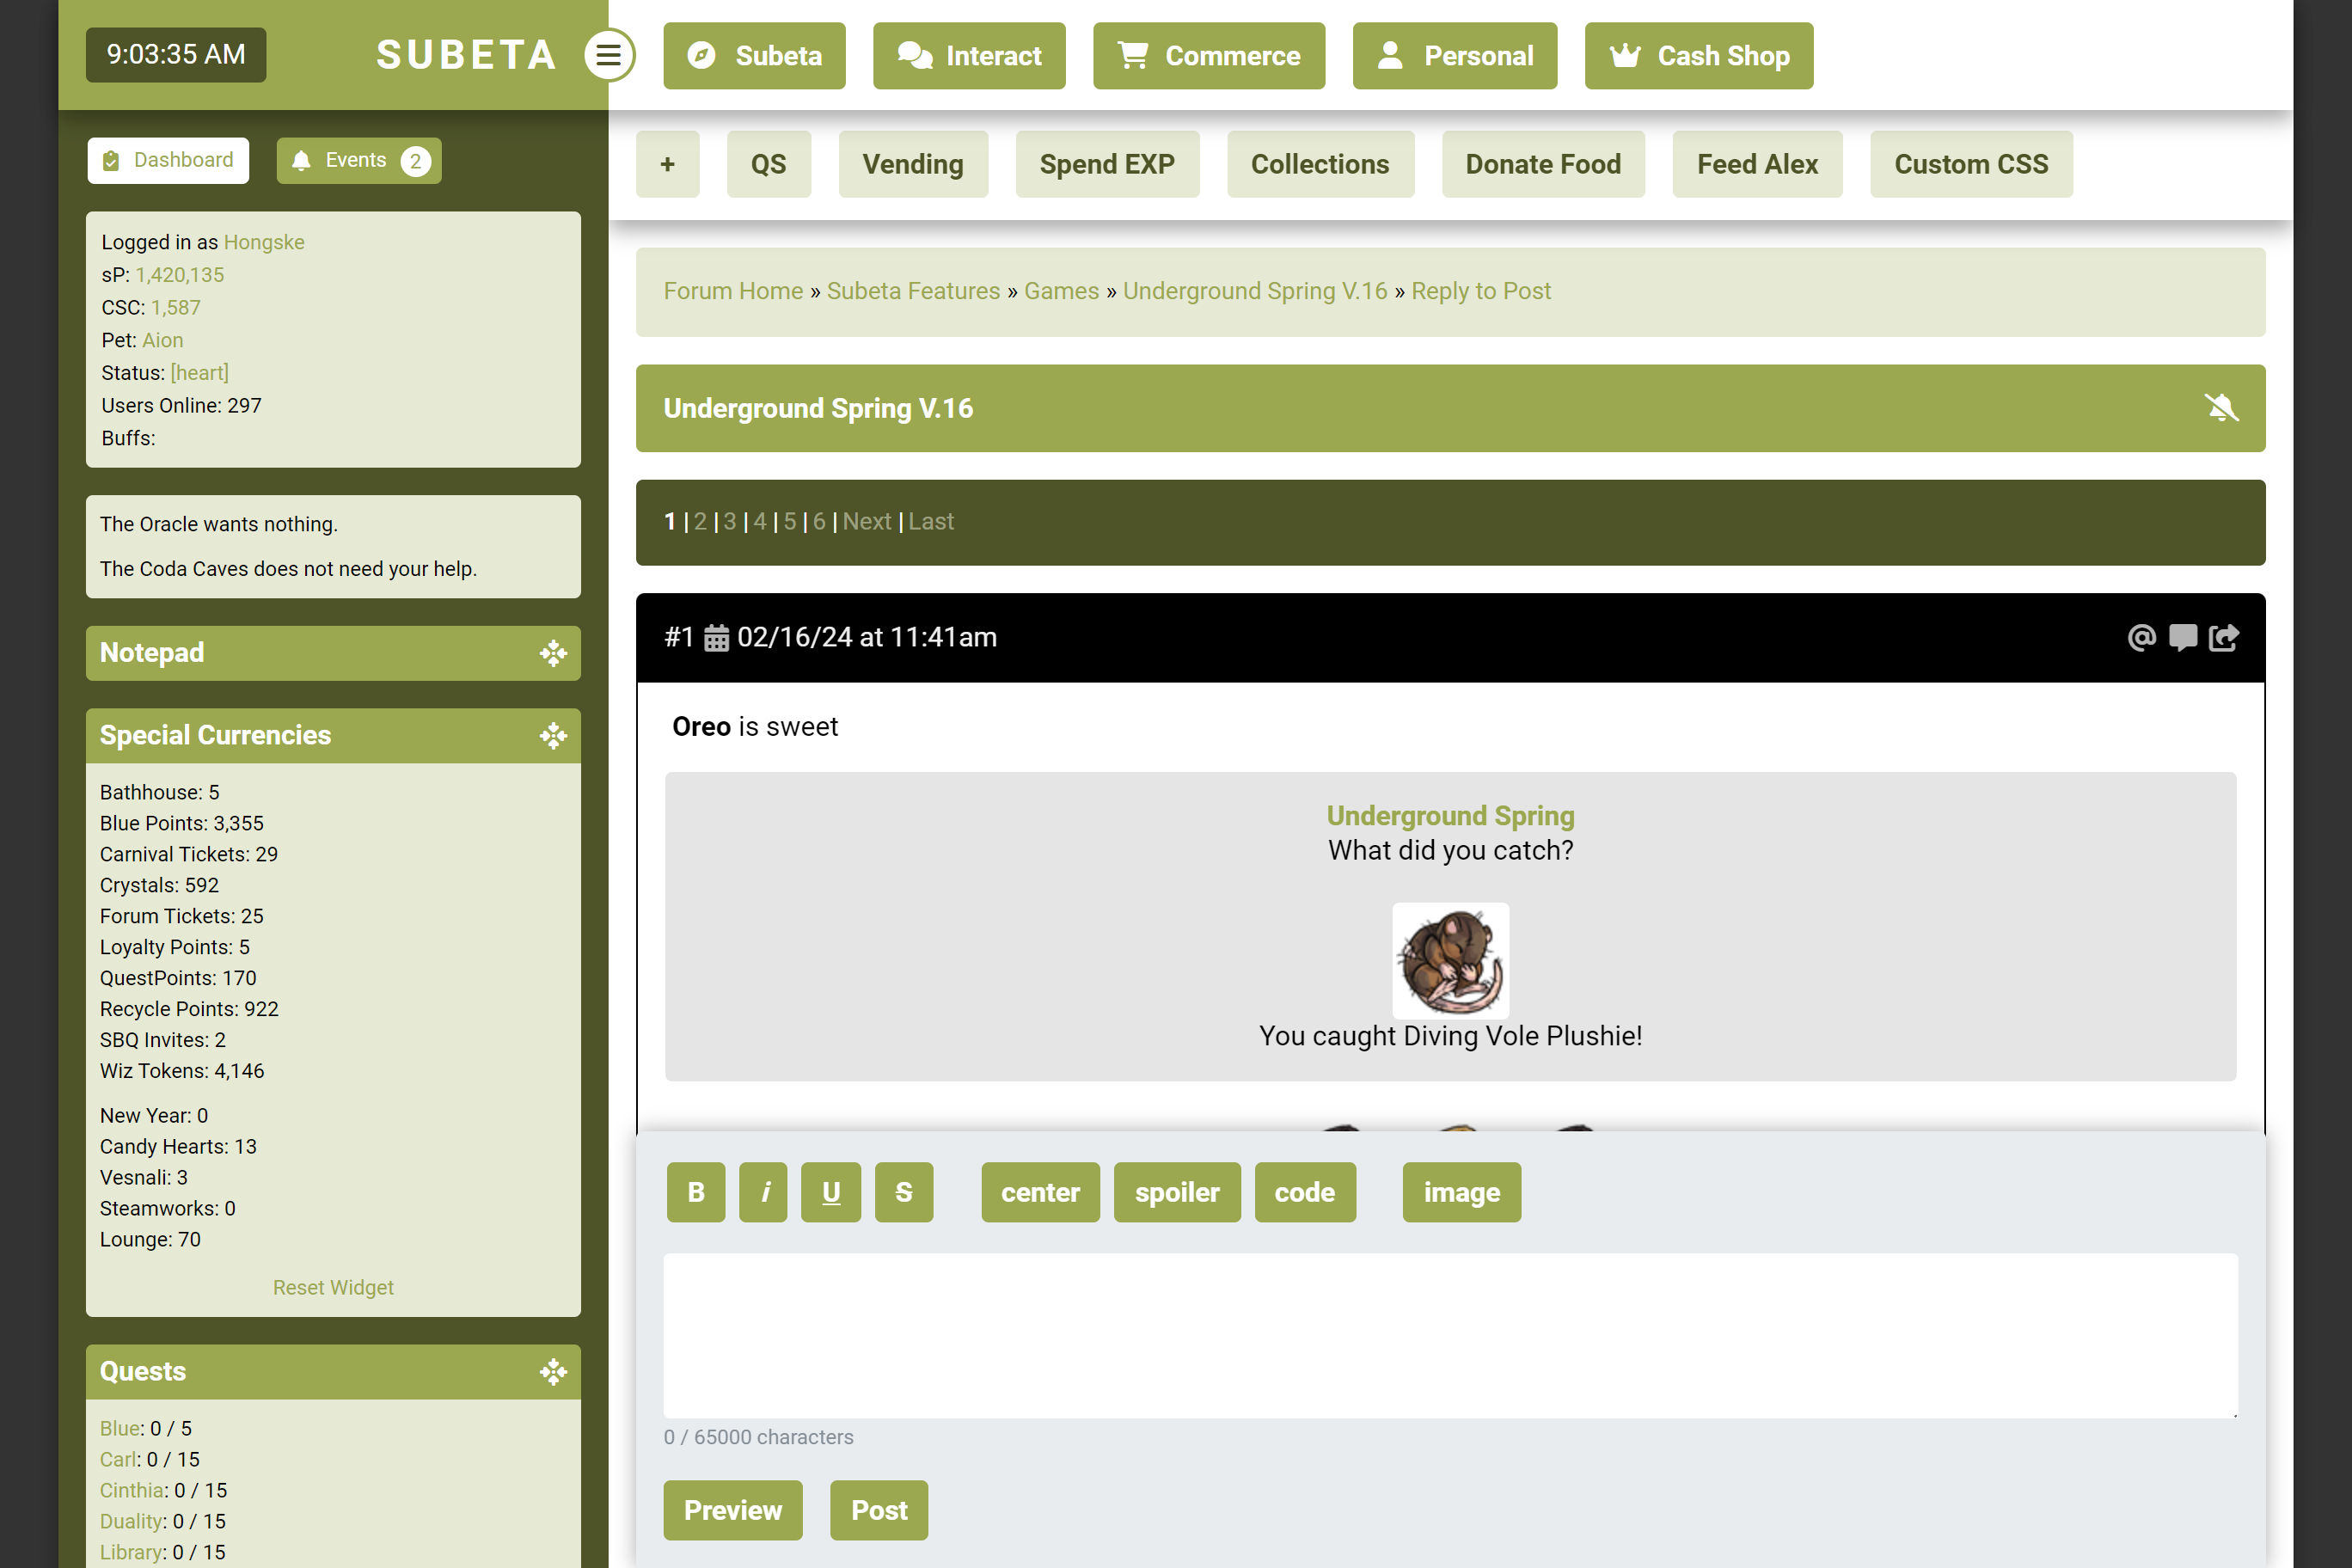 9:03:35 AM
SUBETA
Subeta
Interact
Commerce
Personal
Cash Shop
Dashboard
Events 2
+
QS
Vending
Spend EXP
Collections
Donate Food
Feed Alex
Custom CSS
Logged in as Hongske
sP: 1,420,135
CSC: 1,587
Pet: Aion
Status: [heart]
Users Online: 297
Buffs:
The Oracle wants nothing.
The Coda Caves does not need your help.
Notepad
Special Currencies
Bathhouse: 5
Blue Points: 3,355
Carnival Tickets: 29
Crystals: 592
Forum Tickets: 25
Loyalty Points: 5
QuestPoints: 170
Recycle Points: 922
SBQ Invites: 2
Wiz Tokens: 4,146
New Year: 0
Candy Hearts: 13
Vesnali: 3
Steamworks: 0
Lounge: 70
Reset Widget
Quests
Blue: 0 / 5
Carl: 0 / 15
Cinthia: 0 / 15
Duality: 0 / 15
Library: 0 / 15
Forum Home » Subeta Features » Games » Underground Spring V.16 » Reply to Post
Underground Spring V.16
1 | 2 | 3 | 4 | 5 | 6 | Next | Last
#1 02/16/24 at 11:41am
Oreo is sweet
Underground Spring
What did you catch?
You caught Diving Vole Plushie!
B
i
U
S
center
spoiler
code
image
0 / 65000 characters
Preview
Post